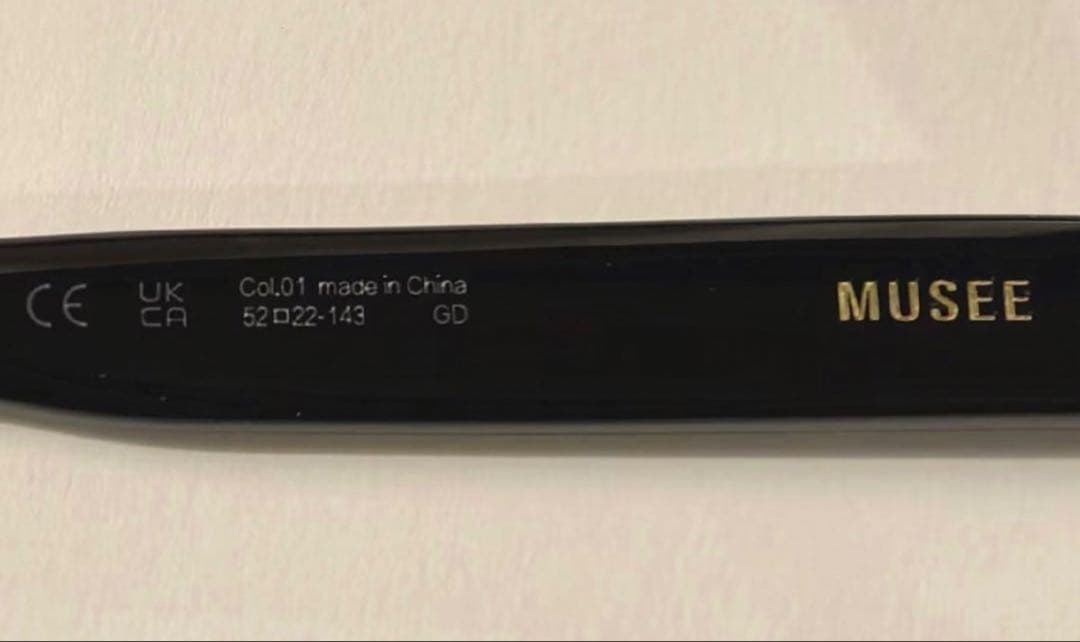 CE
UK
CA
Col.01 made in China
52□22-143 GD
MUSEE